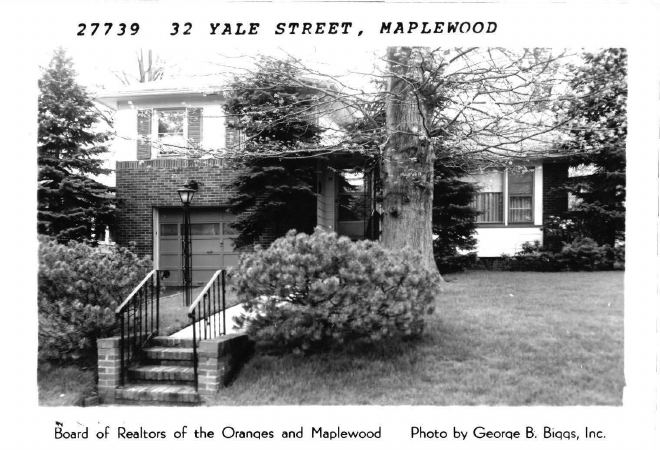 27739 32 YALE STREET, MAPLEWOOD
Board of Realtors of the Oranges and Maplewood Photo by George B. Biggs, Inc.